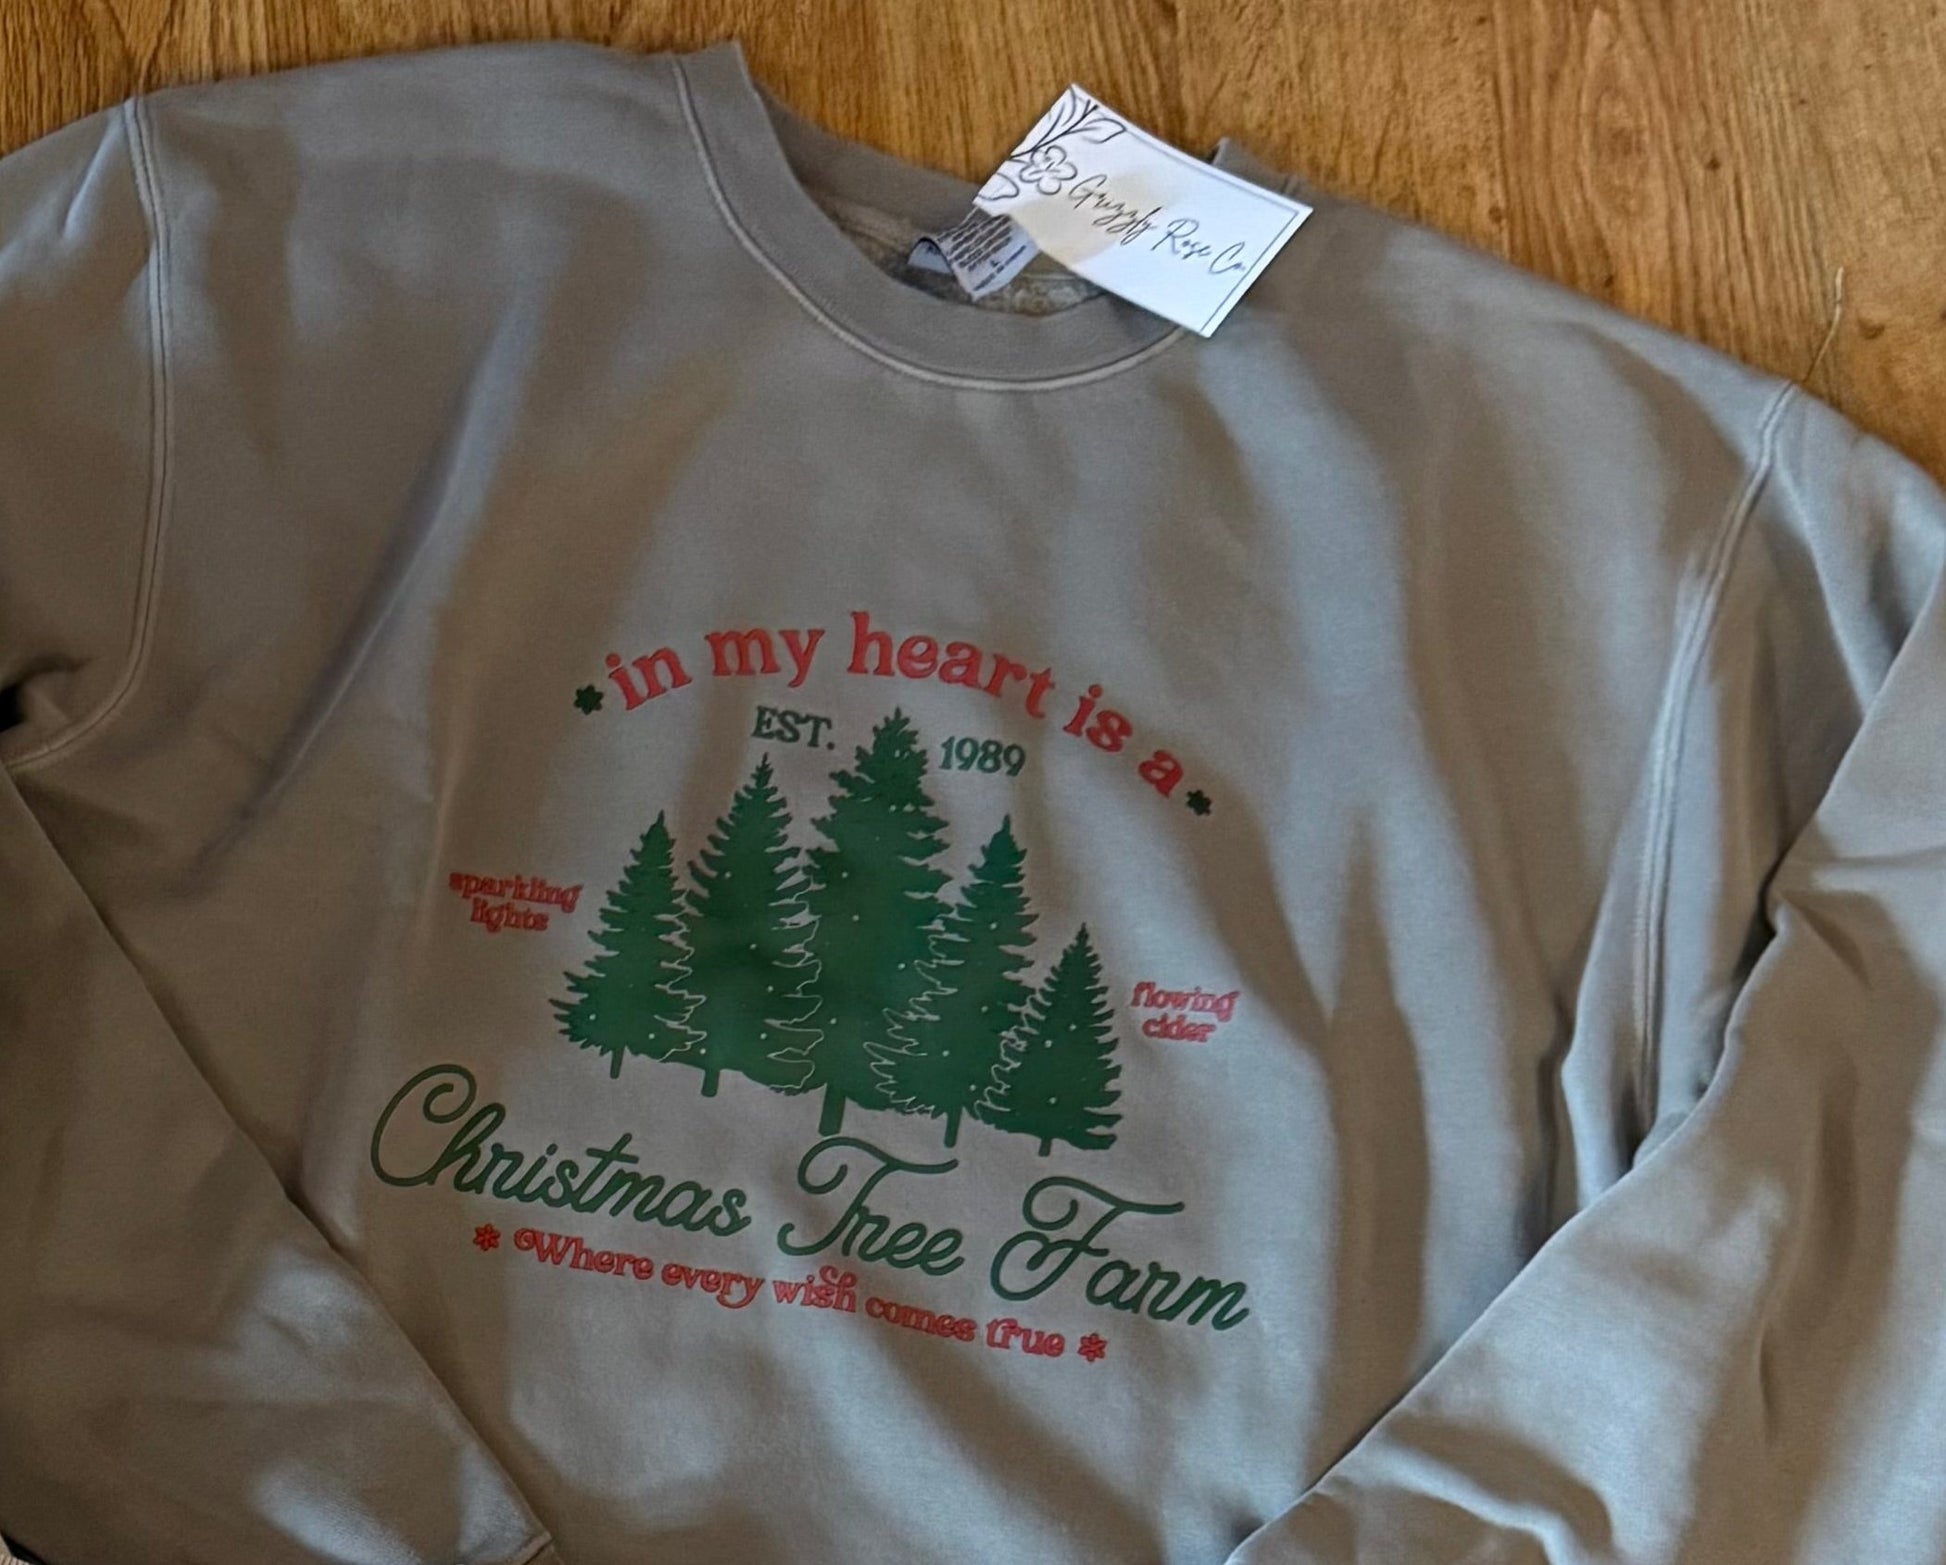 Grizzly Rose Co.
in my heart is a
EST. 1989
sparkling
lights
flowing
cider
Christmas Tree Farm
* Where every wish comes true *